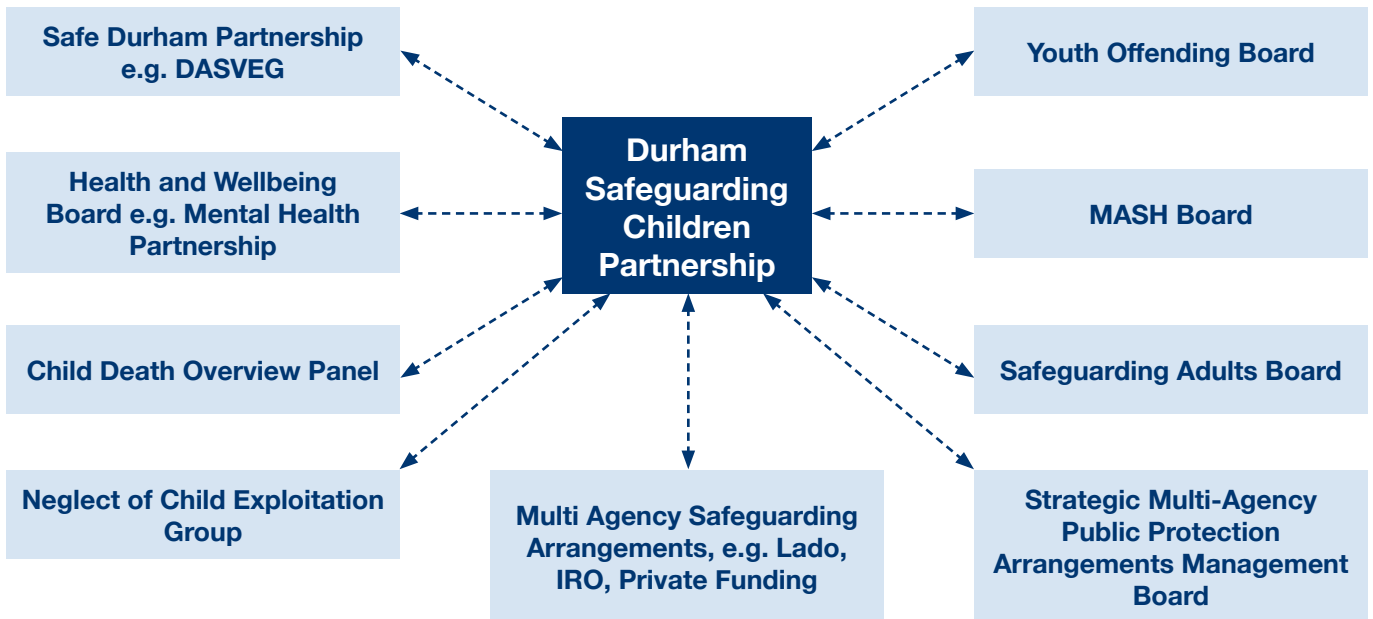 Safe Durham Partnership
e.g. DASVEG
Youth Offending Board
Durham
Safeguarding
Children
Partnership
Health and Wellbeing
Board e.g. Mental Health
Partnership
MASH Board
Child Death Overview Panel
Safeguarding Adults Board
Neglect of Child Exploitation
Group
Multi Agency Safeguarding
Arrangements, e.g. Lado,
IRO, Private Funding
Strategic Multi-Agency
Public Protection
Arrangements Management
Board